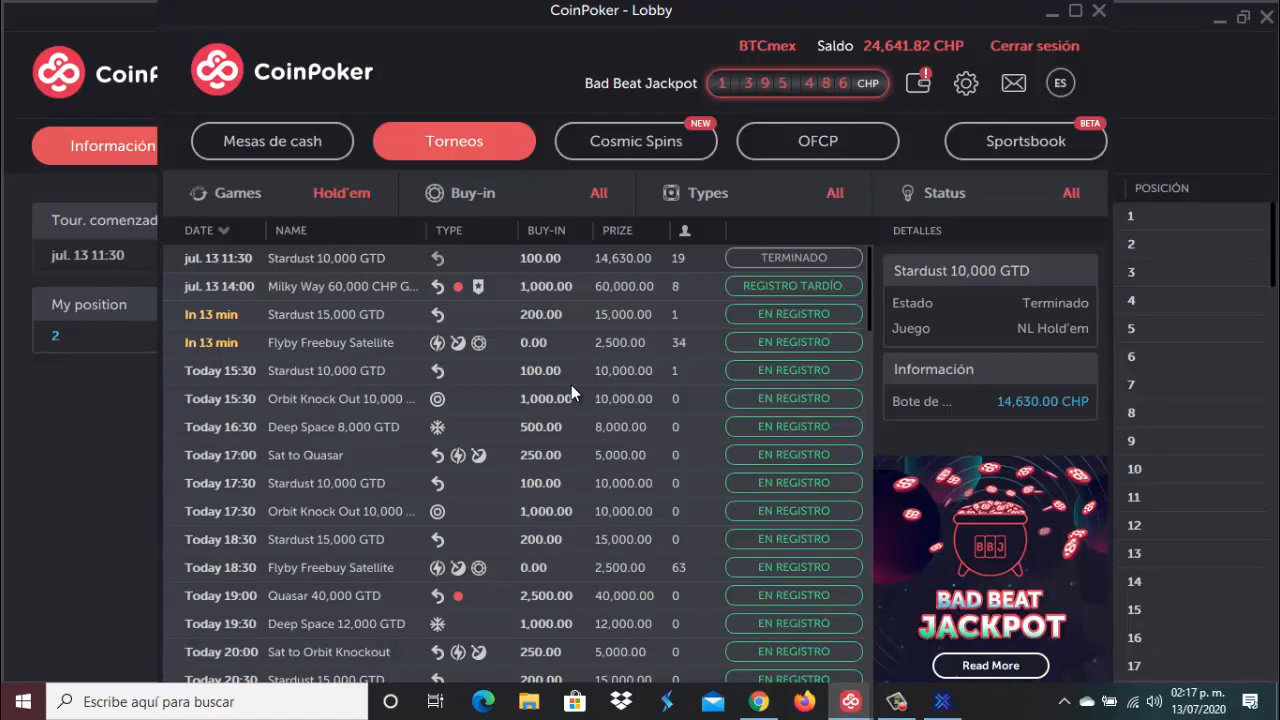 CoinPoker - Lobby
CoinP
CoinPoker
BTCmex Saldo 24,641.82 CHP Cerrar sesión
Bad Beat Jackpot 1 395 486 CHP ! ES
Información
Mesas de cash Torneos Cosmic Spins NEW OFCP Sportsbook BETA
Games Hold'em Buy-in All Types All Status All
POSICIÓN
Tour. comenzad
jul. 13 11:30
My position
2
DATE NAME TYPE BUY-IN PRIZE
jul. 13 11:30 Stardust 10,000 GTD 100.00 14,630.00 19 TERMINADO
jul. 13 14:00 Milky Way 60,000 CHP G... 1,000.00 60,000.00 8 REGISTRO TARDÍO
In 13 min Stardust 15,000 GTD 200.00 15,000.00 1 EN REGISTRO
In 13 min Flyby Freebuy Satellite 0.00 2,500.00 34 EN REGISTRO
Today 15:30 Stardust 10,000 GTD 100.00 10,000.00 1 EN REGISTRO
Today 15:30 Orbit Knock Out 10,000 ... 1,000.00 10,000.00 0 EN REGISTRO
Today 16:30 Deep Space 8,000 GTD 500.00 8,000.00 0 EN REGISTRO
Today 17:00 Sat to Quasar 250.00 5,000.00 0 EN REGISTRO
Today 17:30 Stardust 10,000 GTD 100.00 10,000.00 0 EN REGISTRO
Today 17:30 Orbit Knock Out 10,000 ... 1,000.00 10,000.00 0 EN REGISTRO
Today 18:30 Stardust 15,000 GTD 200.00 15,000.00 0 EN REGISTRO
Today 18:30 Flyby Freebuy Satellite 0.00 2,500.00 63 EN REGISTRO
Today 19:00 Quasar 40,000 GTD 2,500.00 40,000.00 0 EN REGISTRO
Today 19:30 Deep Space 12,000 GTD 1,000.00 12,000.00 0 EN REGISTRO
Today 20:00 Sat to Orbit Knockout 250.00 5,000.00 0 EN REGISTRO
Today 20:30 Stardust 15,000 GTD 200.00 15,000.00 0 EN REGISTRO
DETALLES
Stardust 10,000 GTD
Estado Terminado
Juego NL Hold'em
Información
Bote de ... 14,630.00 CHP
BBJ
BAD BEAT
JACKPOT
Read More
1
2
3
4
5
6
7
8
9
10
11
12
13
14
15
16
17
Escribe aquí para buscar
02:17 p. m.
13/07/2020